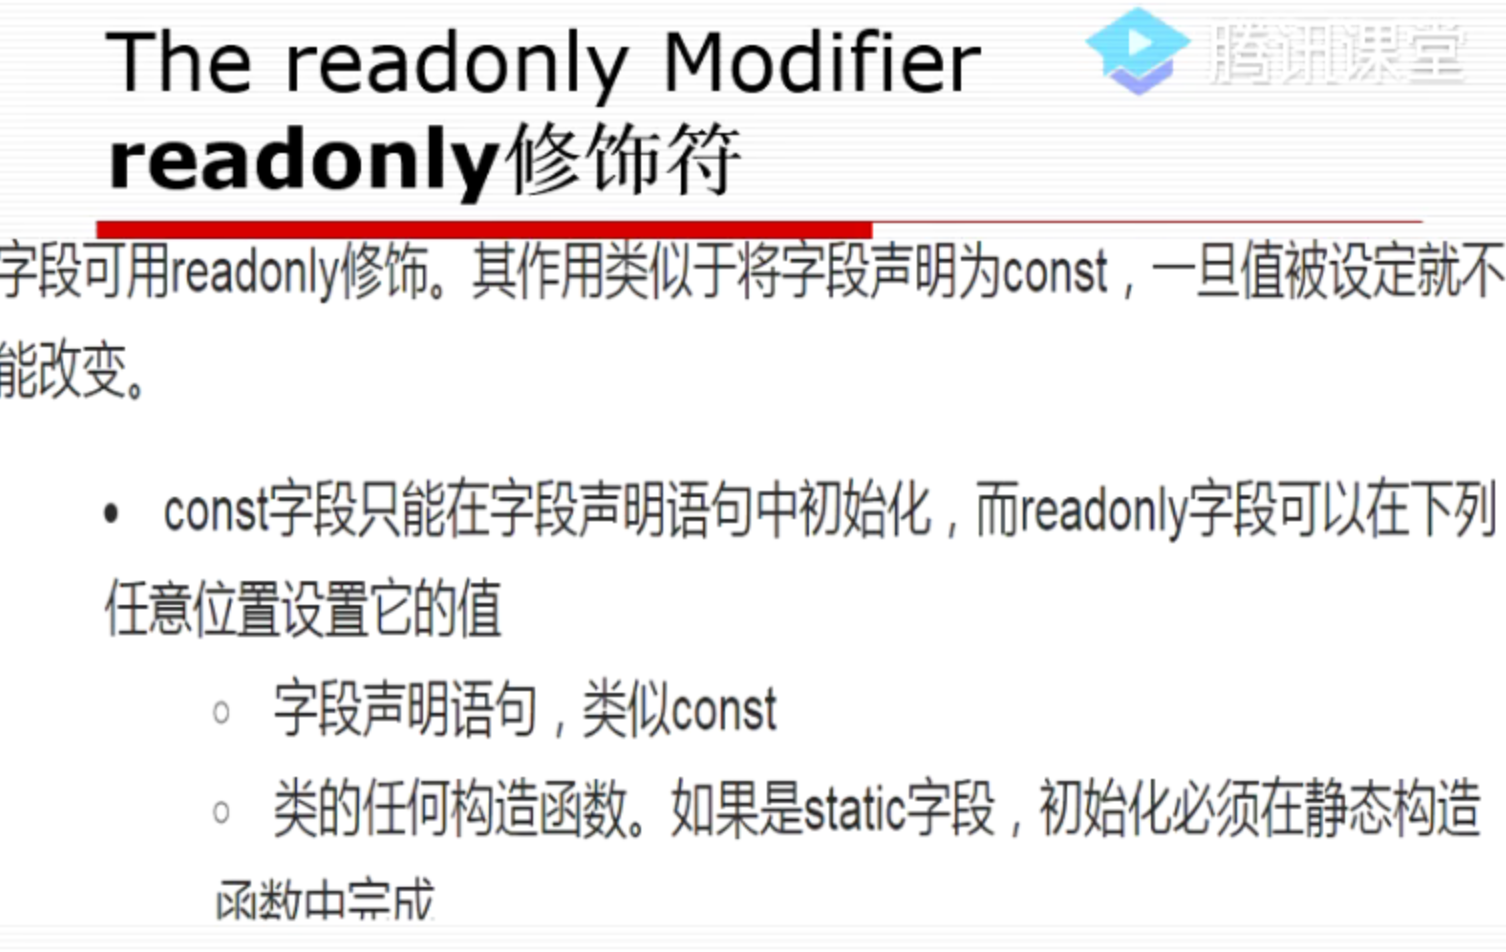 The readonly Modifier
腾讯课堂
readonly修饰符
字段可用readonly修饰。其作用类似于将字段声明为const，一旦值被设定就不
能改变。
• const字段只能在字段声明语句中初始化，而readonly字段可以在下列
任意位置设置它的值
○ 字段声明语句，类似const
○ 类的任何构造函数。如果是static字段，初始化必须在静态构造
函数中完成